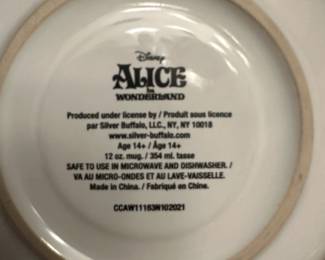 Disney
ALICE
in
WONDERLAND
Produced under license by / Produit sous licence
par Silver Buffalo, LLC., NY, NY 10018
www.silver-buffalo.com
Age 14+ / Âge 14+
12 oz. mug. / 354 ml. tasse
SAFE TO USE IN MICROWAVE AND DISHWASHER. /
VA AU MICRO-ONDES ET AU LAVE-VAISSELLE.
Made in China. / Fabriqué en Chine.
CCAW11163W102021